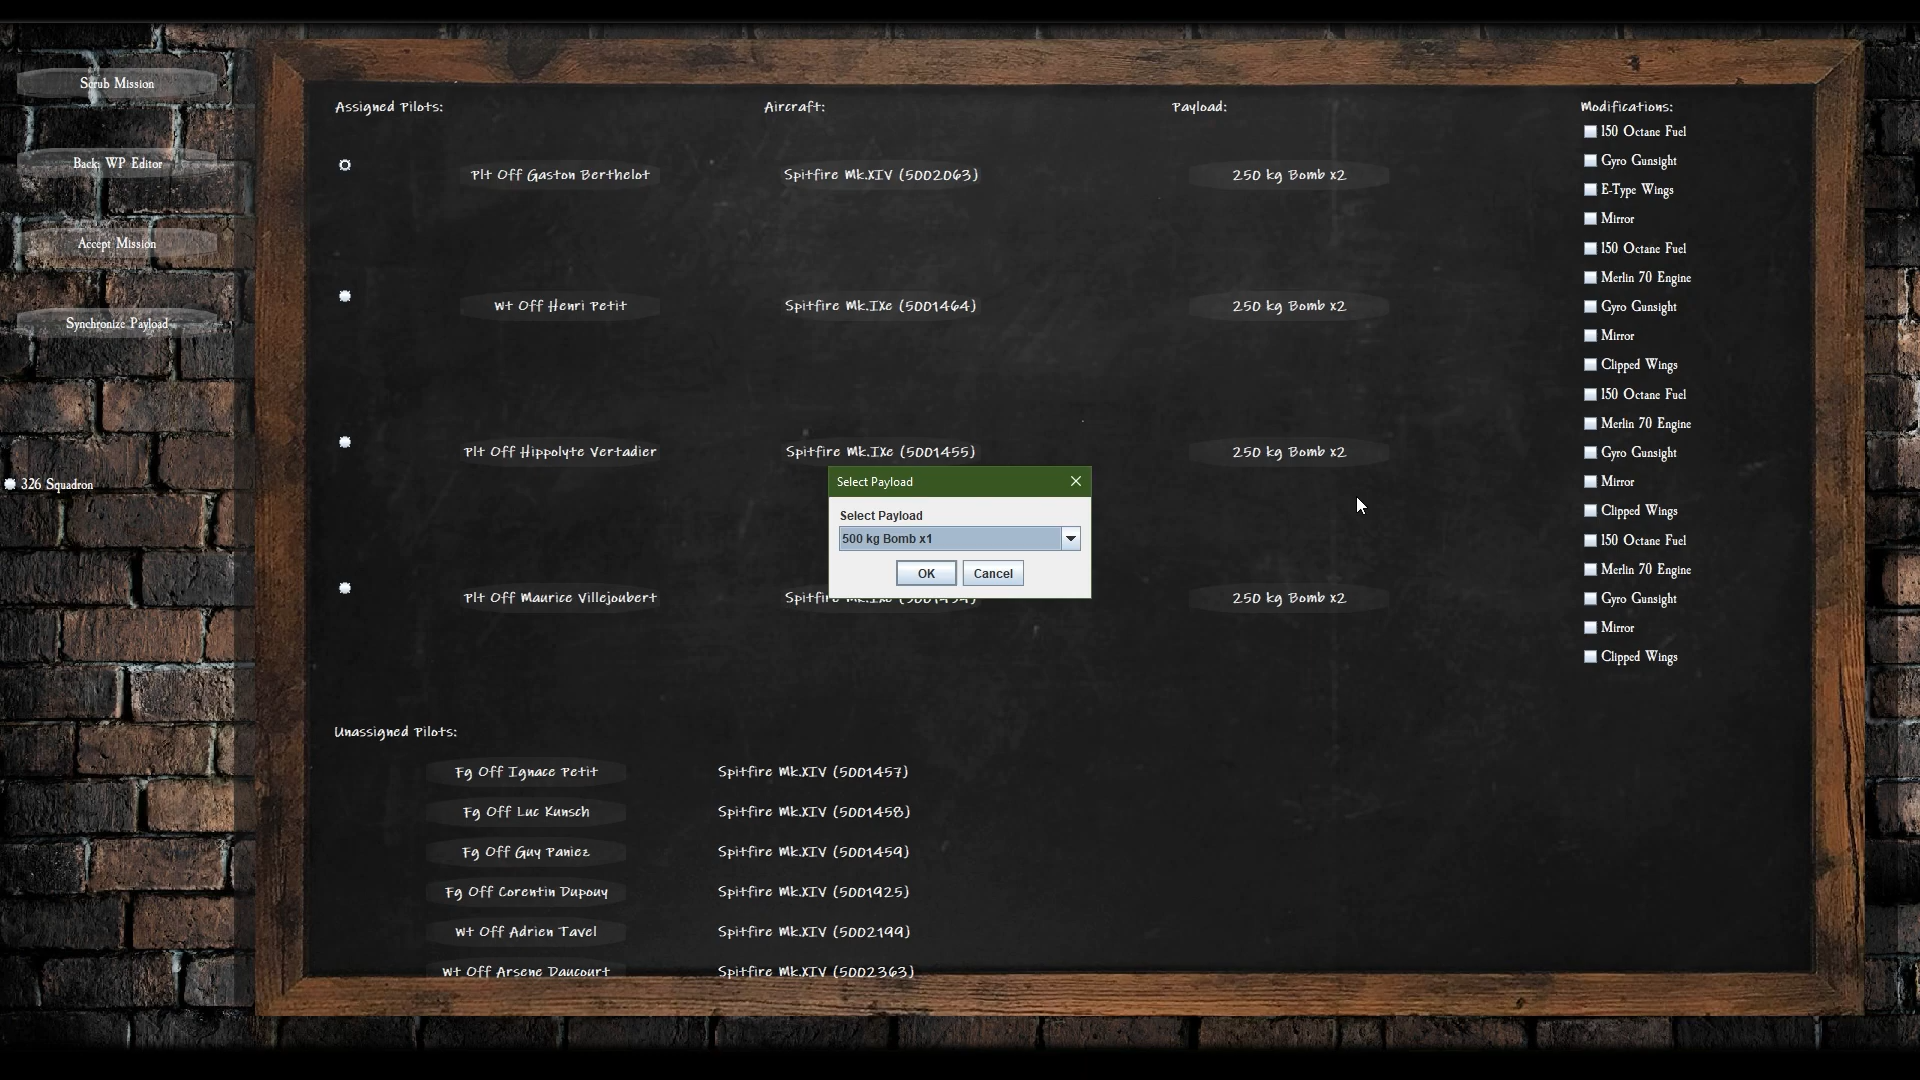 Scrub Mission
Back: WP Editor
Accept Mission
Synchronize Payload
326 Squadron
Assigned Pilots:
Aircraft:
Payload:
Modifications:
Plt Off Gaston Berthelot
Spitfire Mk.XIV (5002063)
250 kg Bomb x2
150 Octane Fuel
Gyro Gunsight
E-Type Wings
Mirror
Wt Off Henri Petit
Spitfire Mk.IXe (5001464)
250 kg Bomb x2
150 Octane Fuel
Merlin 70 Engine
Gyro Gunsight
Mirror
Clipped Wings
Plt Off Hippolyte Vertadier
Spitfire Mk.IXe (5001455)
250 kg Bomb x2
150 Octane Fuel
Merlin 70 Engine
Gyro Gunsight
Mirror
Clipped Wings
Select Payload
Select Payload
500 kg Bomb x1
OK
Cancel
Plt Off Maurice Villejoubert
250 kg Bomb x2
150 Octane Fuel
Merlin 70 Engine
Gyro Gunsight
Mirror
Clipped Wings
Unassigned Pilots:
Fg Off Ignace Petit
Spitfire Mk.XIV (5001457)
Fg Off Luc Kunsch
Spitfire Mk.XIV (5001458)
Fg Off Guy Paniez
Spitfire Mk.XIV (5001459)
Fg Off Corentin Dupouy
Spitfire Mk.XIV (5001925)
Wt Off Adrien Tavel
Spitfire Mk.XIV (5002199)
Wt Off Arsene Daucourt
Spitfire Mk.XIV (5002363)